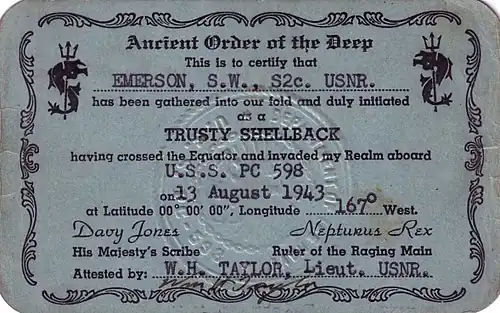 Ancient Order of the Deep
This is to certify that
EMERSON, S.W., S2c. USNR.
has been gathered into our fold and duly initiated
as a
TRUSTY SHELLBACK
having crossed the Equator and invaded my Realm aboard
U.S.S. PC 598
on 13 August 1943
at Latitude 00° 00' 00", Longitude 167° West.
Davy Jones Neptunus Rex
His Majesty's Scribe Ruler of the Raging Main
Attested by: W.H. TAYLOR, Lieut. USNR.